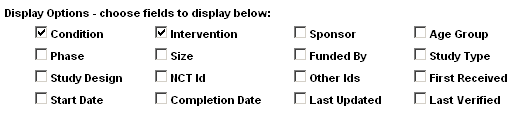 Display Options - choose fields to display below:
Condition Intervention Sponsor Age Group
Phase Size Funded By Study Type
Study Design NCT Id Other Ids First Received
Start Date Completion Date Last Updated Last Verified